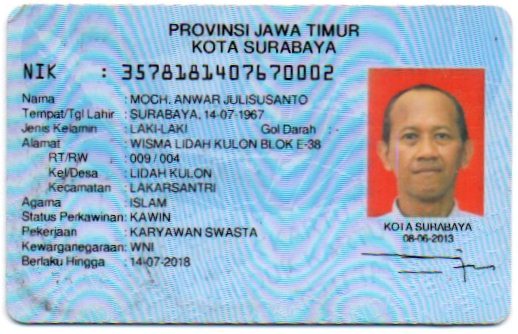 PROVINSI JAWA TIMUR
KOTA SURABAYA
NIK : 3578181407670002
Nama : MOCH. ANWAR JULISUSANTO
Tempat/Tgl Lahir : SURABAYA, 14-07-1967
Jenis Kelamin : LAKI-LAKI Gol Darah : -
Alamat : WISMA LIDAH KULON BLOK E-38
RT/RW : 009 / 004
Kel/Desa : LIDAH KULON
Kecamatan : LAKARSANTRI
Agama : ISLAM
Status Perkawinan: KAWIN
Pekerjaan : KARYAWAN SWASTA
Kewarganegaraan: WNI
Berlaku Hingga : 14-07-2018
KOTA SURABAYA
08-06-2013